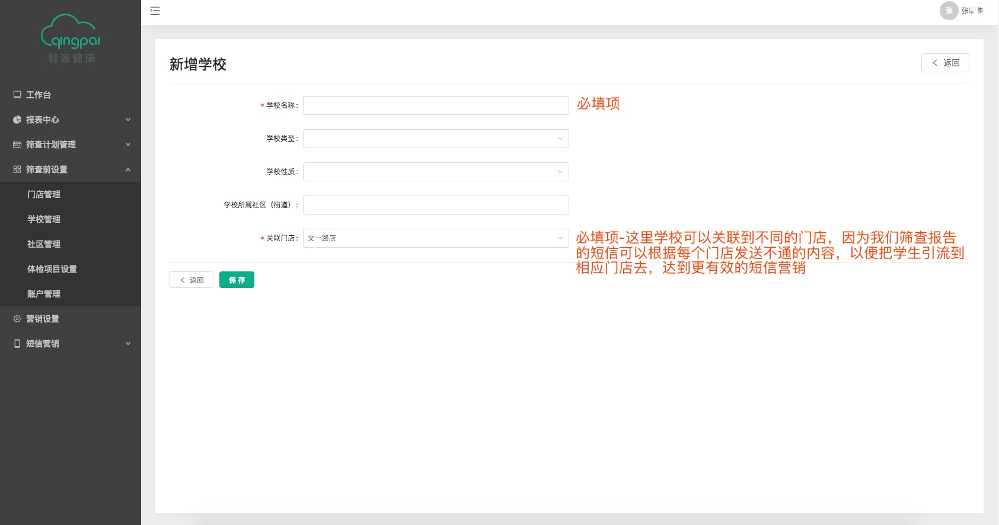 qingpai
轻派健康
工作台
报表中心
筛查计划管理
筛查前设置
门店管理
学校管理
社区管理
体检项目设置
账户管理
营销设置
短信营销
张 张
新增学校
返回
* 学校名称:
必填项
学校类型:
学校性质:
学校所属社区（街道）:
* 关联门店: 文一路店
必填项-这里学校可以关联到不同的门店，因为我们筛查报告
的短信可以根据每个门店发送不通的内容，以便把学生引流到
相应门店去，达到更有效的短信营销
返回 保存